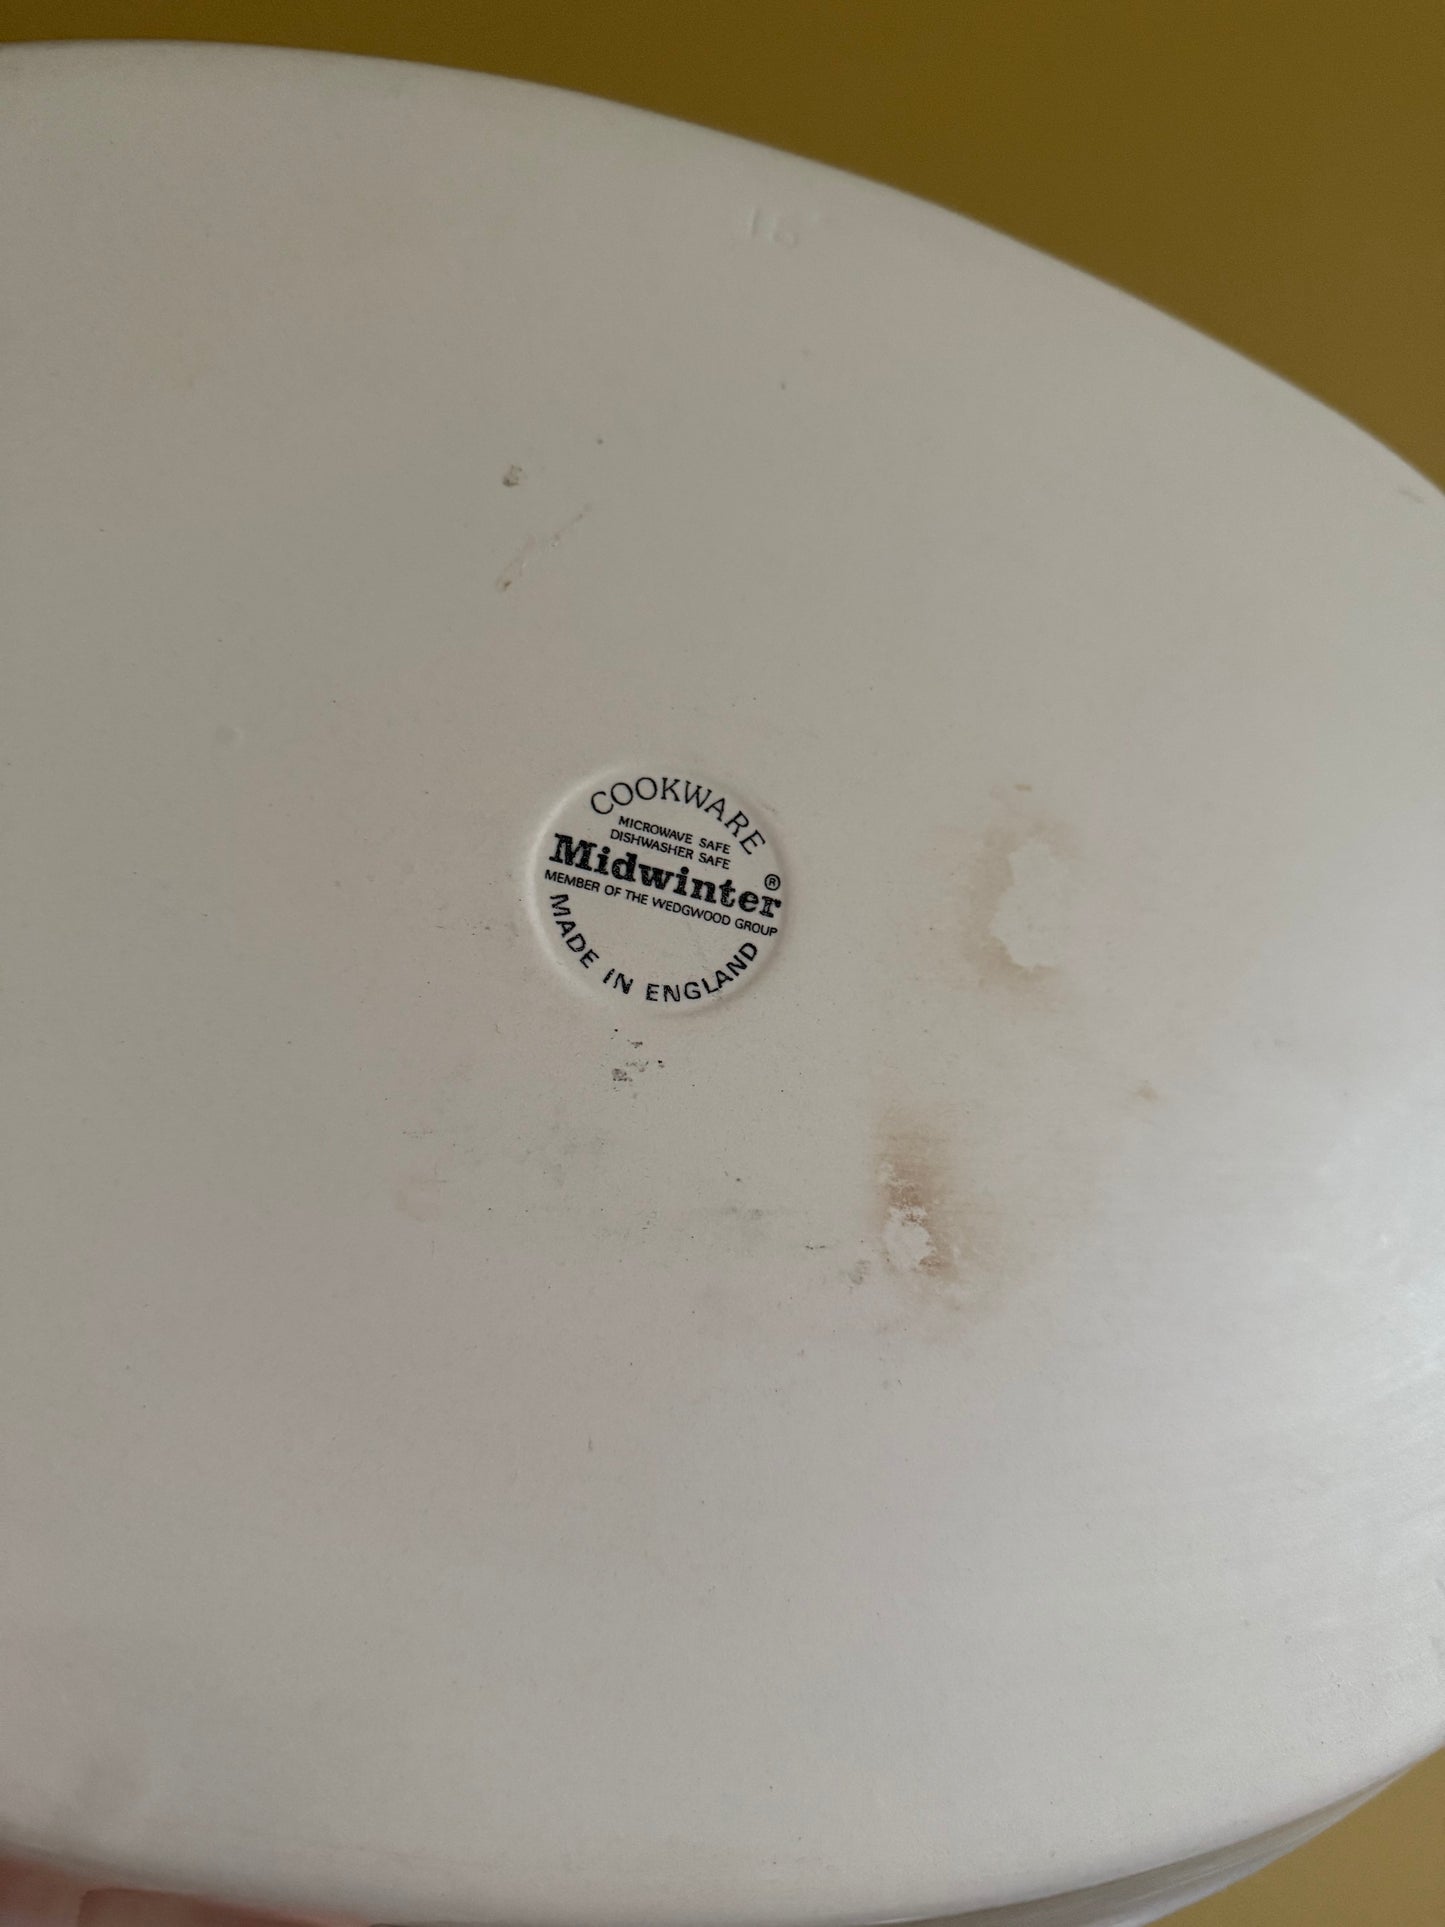 COOKWARE
MICROWAVE SAFE
DISHWASHER SAFE
Midwinter ®
MEMBER OF THE WEDGWOOD GROUP
MADE IN ENGLAND